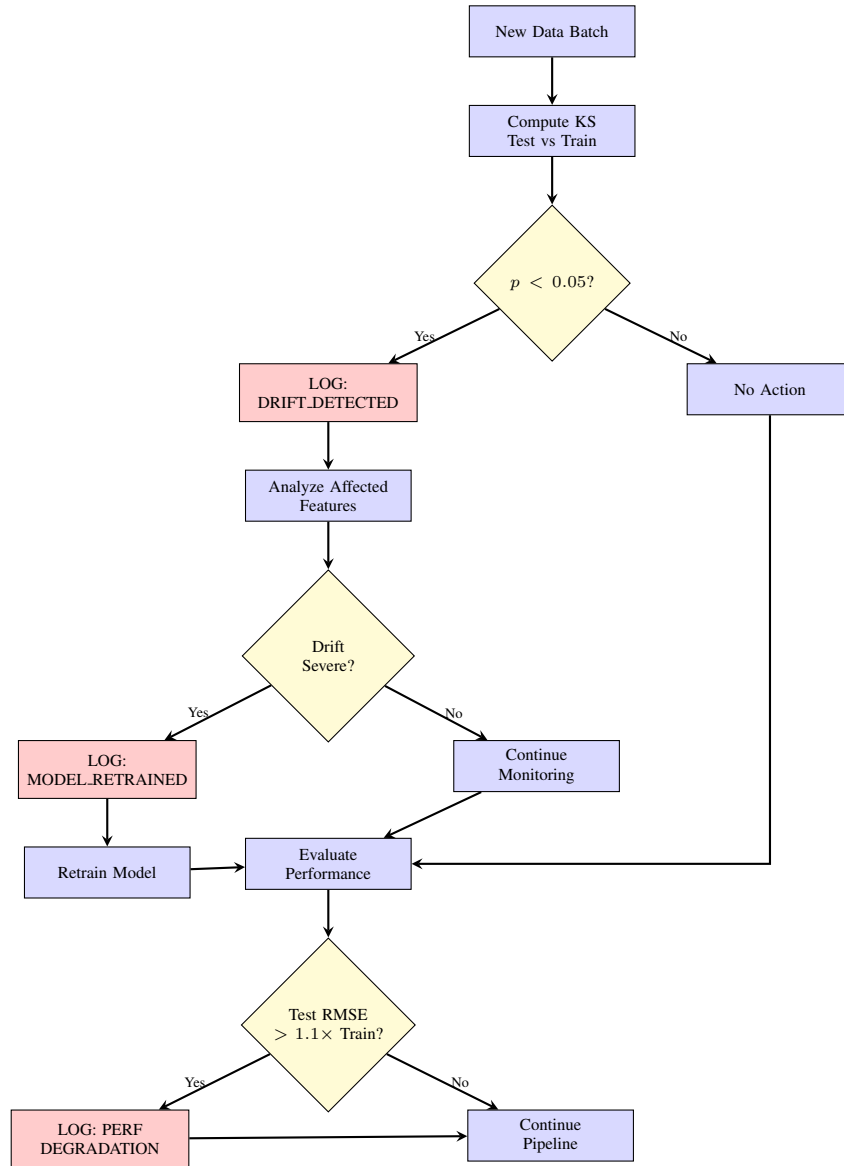 New Data Batch
Compute KS
Test vs Train
p < 0.05?
Yes
No
LOG:
DRIFT_DETECTED
No Action
Analyze Affected
Features
Drift
Severe?
Yes
No
LOG:
MODEL_RETRAINED
Continue
Monitoring
Retrain Model
Evaluate
Performance
Test RMSE
> 1.1× Train?
Yes
No
LOG: PERF
DEGRADATION
Continue
Pipeline